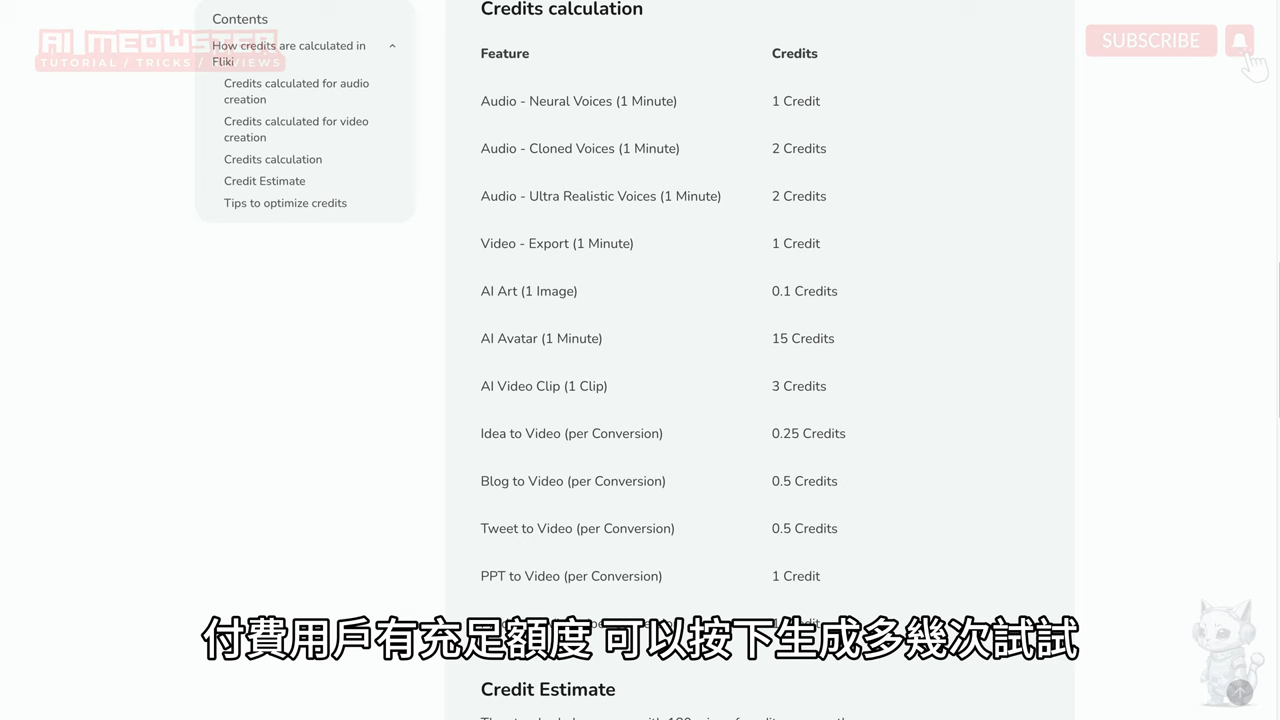 Contents
How credits are calculated in
Fliki
Credits calculated for audio
creation
Credits calculated for video
creation
Credits calculation
Credit Estimate
Tips to optimize credits
AI MEOWSTER
TUTORIAL / TRICKS / REVIEWS
SUBSCRIBE
Credits calculation
Feature Credits
Audio - Neural Voices (1 Minute) 1 Credit
Audio - Cloned Voices (1 Minute) 2 Credits
Audio - Ultra Realistic Voices (1 Minute) 2 Credits
Video - Export (1 Minute) 1 Credit
AI Art (1 Image) 0.1 Credits
AI Avatar (1 Minute) 15 Credits
AI Video Clip (1 Clip) 3 Credits
Idea to Video (per Conversion) 0.25 Credits
Blog to Video (per Conversion) 0.5 Credits
Tweet to Video (per Conversion) 0.5 Credits
PPT to Video (per Conversion) 1 Credit
付費用戶有充足額度 可以按下生成多幾次試試
Credit Estimate